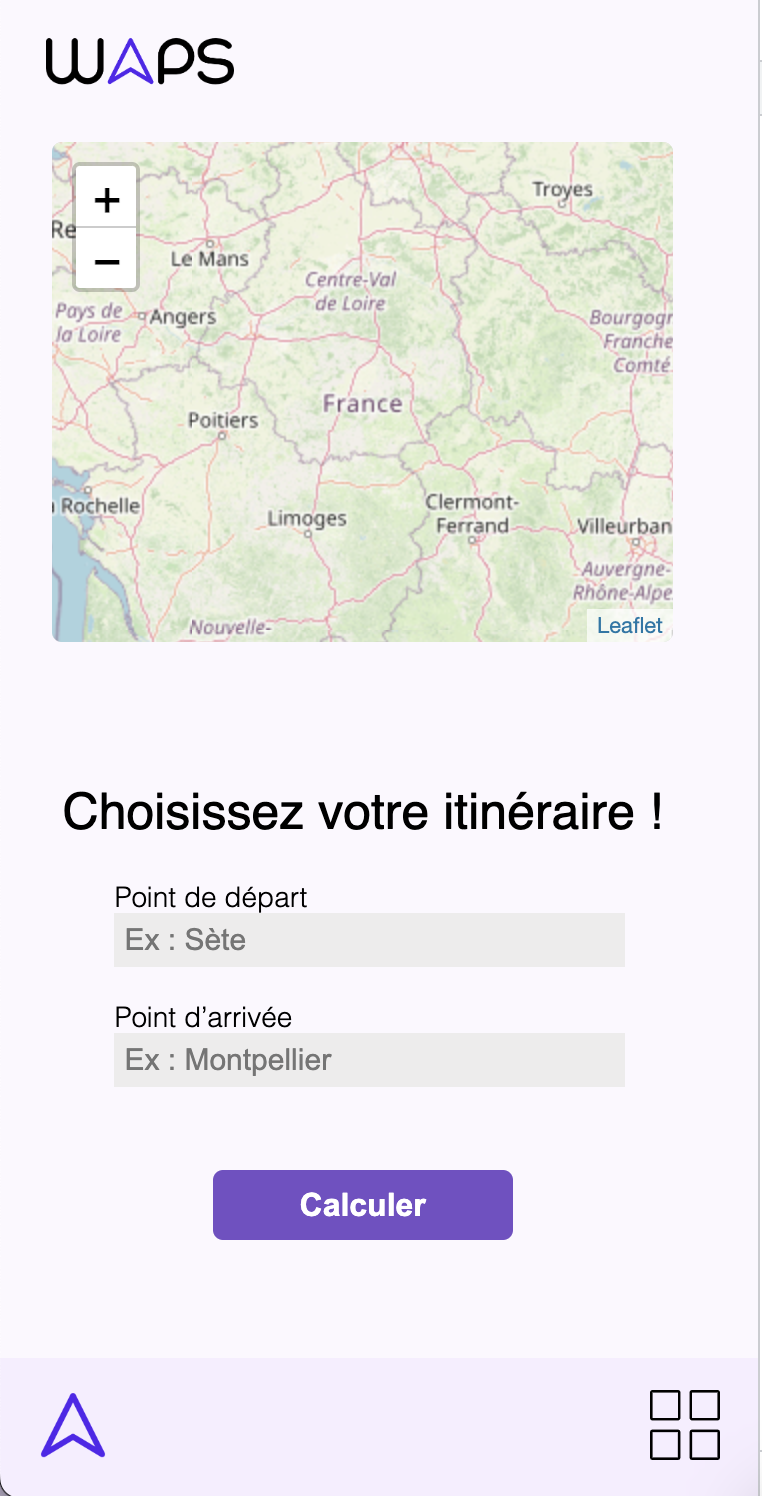 WAPS
+
Troyes
Re
−
Le Mans
Centre-Val
de Loire
Pays de
la Loire
Angers
Bourgogn
Franche
Comté
France
Poitiers
Rochelle
Limoges
Clermont-
Ferrand
Villeurban
Auvergne-
Rhône-Alpe
Nouvelle-
Leaflet
Choisissez votre itinéraire !
Point de départ
Ex : Sète
Point d’arrivée
Ex : Montpellier
Calculer